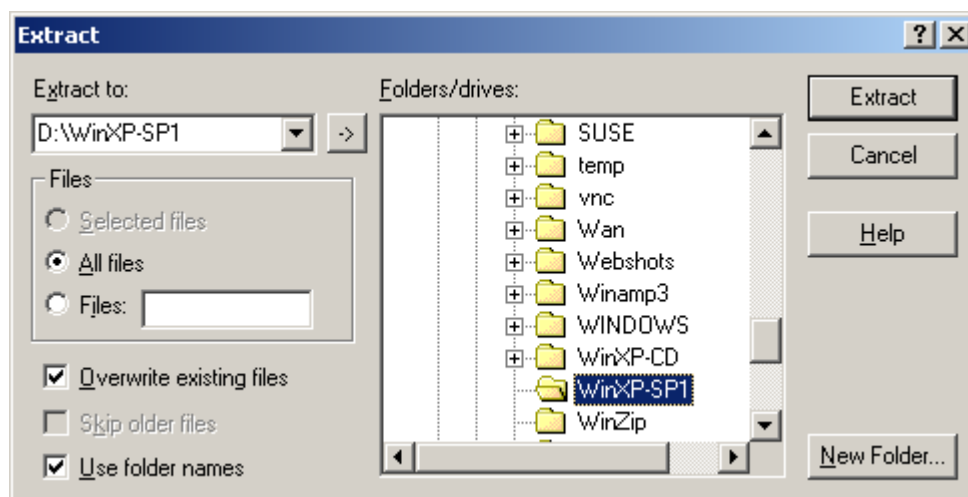 Extract
Extract to:
D:\WinXP-SP1
->
Files
Selected files
All files
Files:
Overwrite existing files
Skip older files
Use folder names
Folders/drives:
SUSE
temp
vnc
Wan
Webshots
Winamp3
WINDOWS
WinXP-CD
WinXP-SP1
WinZip
Extract
Cancel
Help
New Folder...